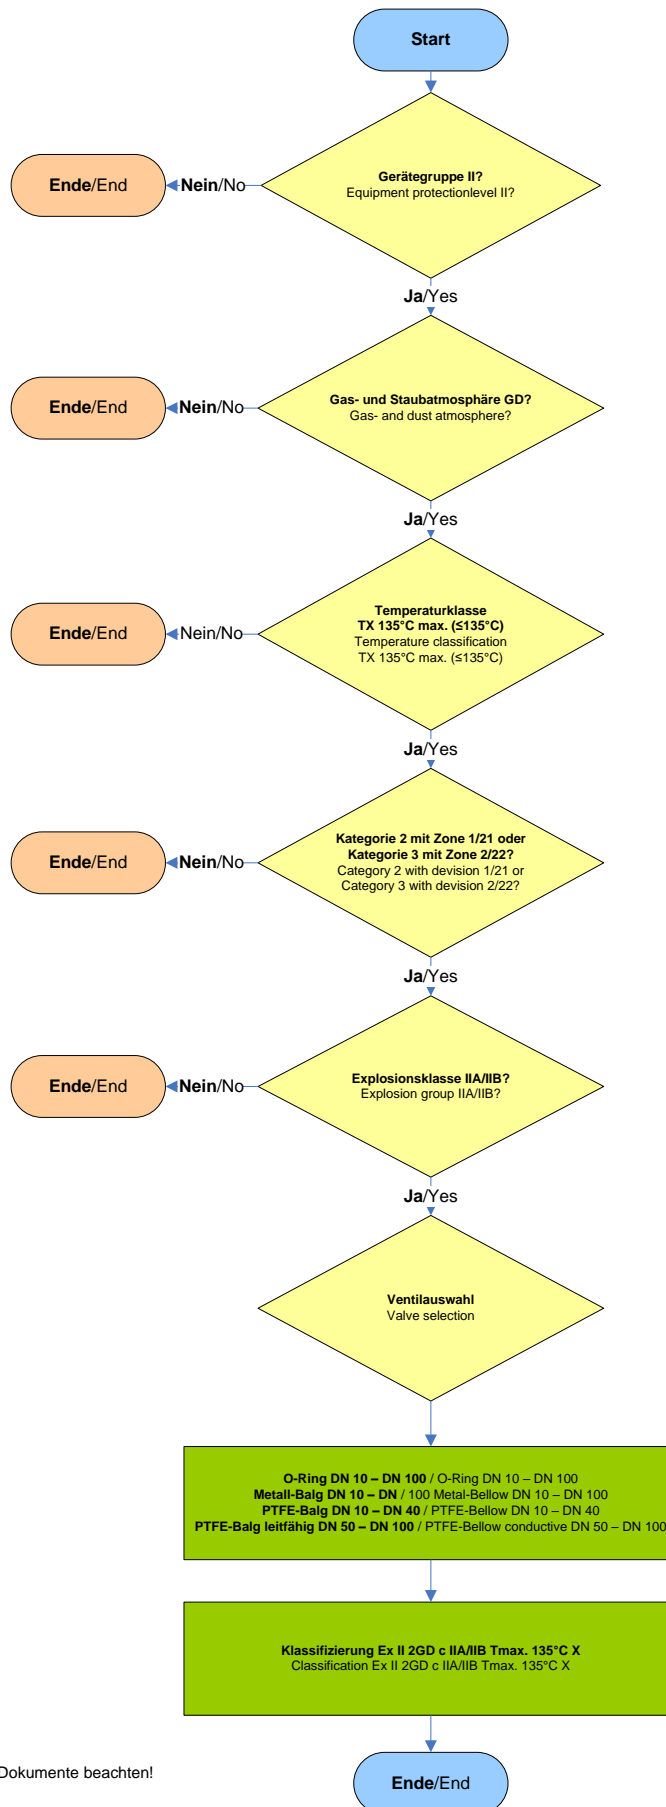 Start
Gerätegruppe II?
Equipment protectionlevel II?
Nein/No
Ende/End
Ja/Yes
Gas- und Staubatmosphäre GD?
Gas- and dust atmosphere?
Nein/No
Ende/End
Ja/Yes
Temperaturklasse
TX 135°C max. (≤135°C)
Temperature classification
TX 135°C max. (≤135°C)
Nein/No
Ende/End
Ja/Yes
Kategorie 2 mit Zone 1/21 oder
Kategorie 3 mit Zone 2/22?
Category 2 with devision 1/21 or
Category 3 with devision 2/22?
Nein/No
Ende/End
Ja/Yes
Explosionsklasse IIA/IIB?
Explosion group IIA/IIB?
Nein/No
Ende/End
Ja/Yes
Ventilauswahl
Valve selection
O-Ring DN 10 – DN 100 / O-Ring DN 10 – DN 100
Metall-Balg DN 10 – DN / 100 Metal-Bellow DN 10 – DN 100
PTFE-Balg DN 10 – DN 40 / PTFE-Bellow DN 10 – DN 40
PTFE-Balg leitfähig DN 50 – DN 100 / PTFE-Bellow conductive DN 50 – DN 100
Klassifizierung Ex II 2GD c IIA/IIB Tmax. 135°C X
Classification Ex II 2GD c IIA/IIB Tmax. 135°C X
Dokumente beachten!
Ende/End